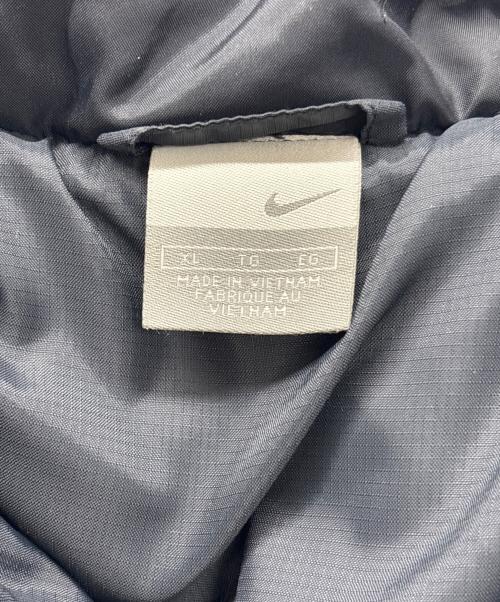 XL TG EG
MADE IN VIETNAM
FABRIQUE AU
VIETNAM